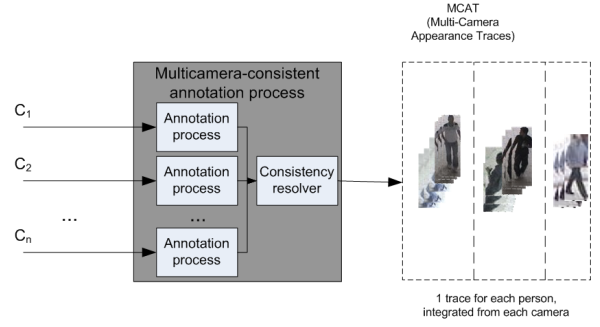 MCAT
(Multi-Camera
Appearance Traces)
Multicamera-consistent
annotation process
C1
Annotation
process
C2
Annotation
process
Consistency
resolver
...
...
Cn
Annotation
process
1 trace for each person,
integrated from each camera